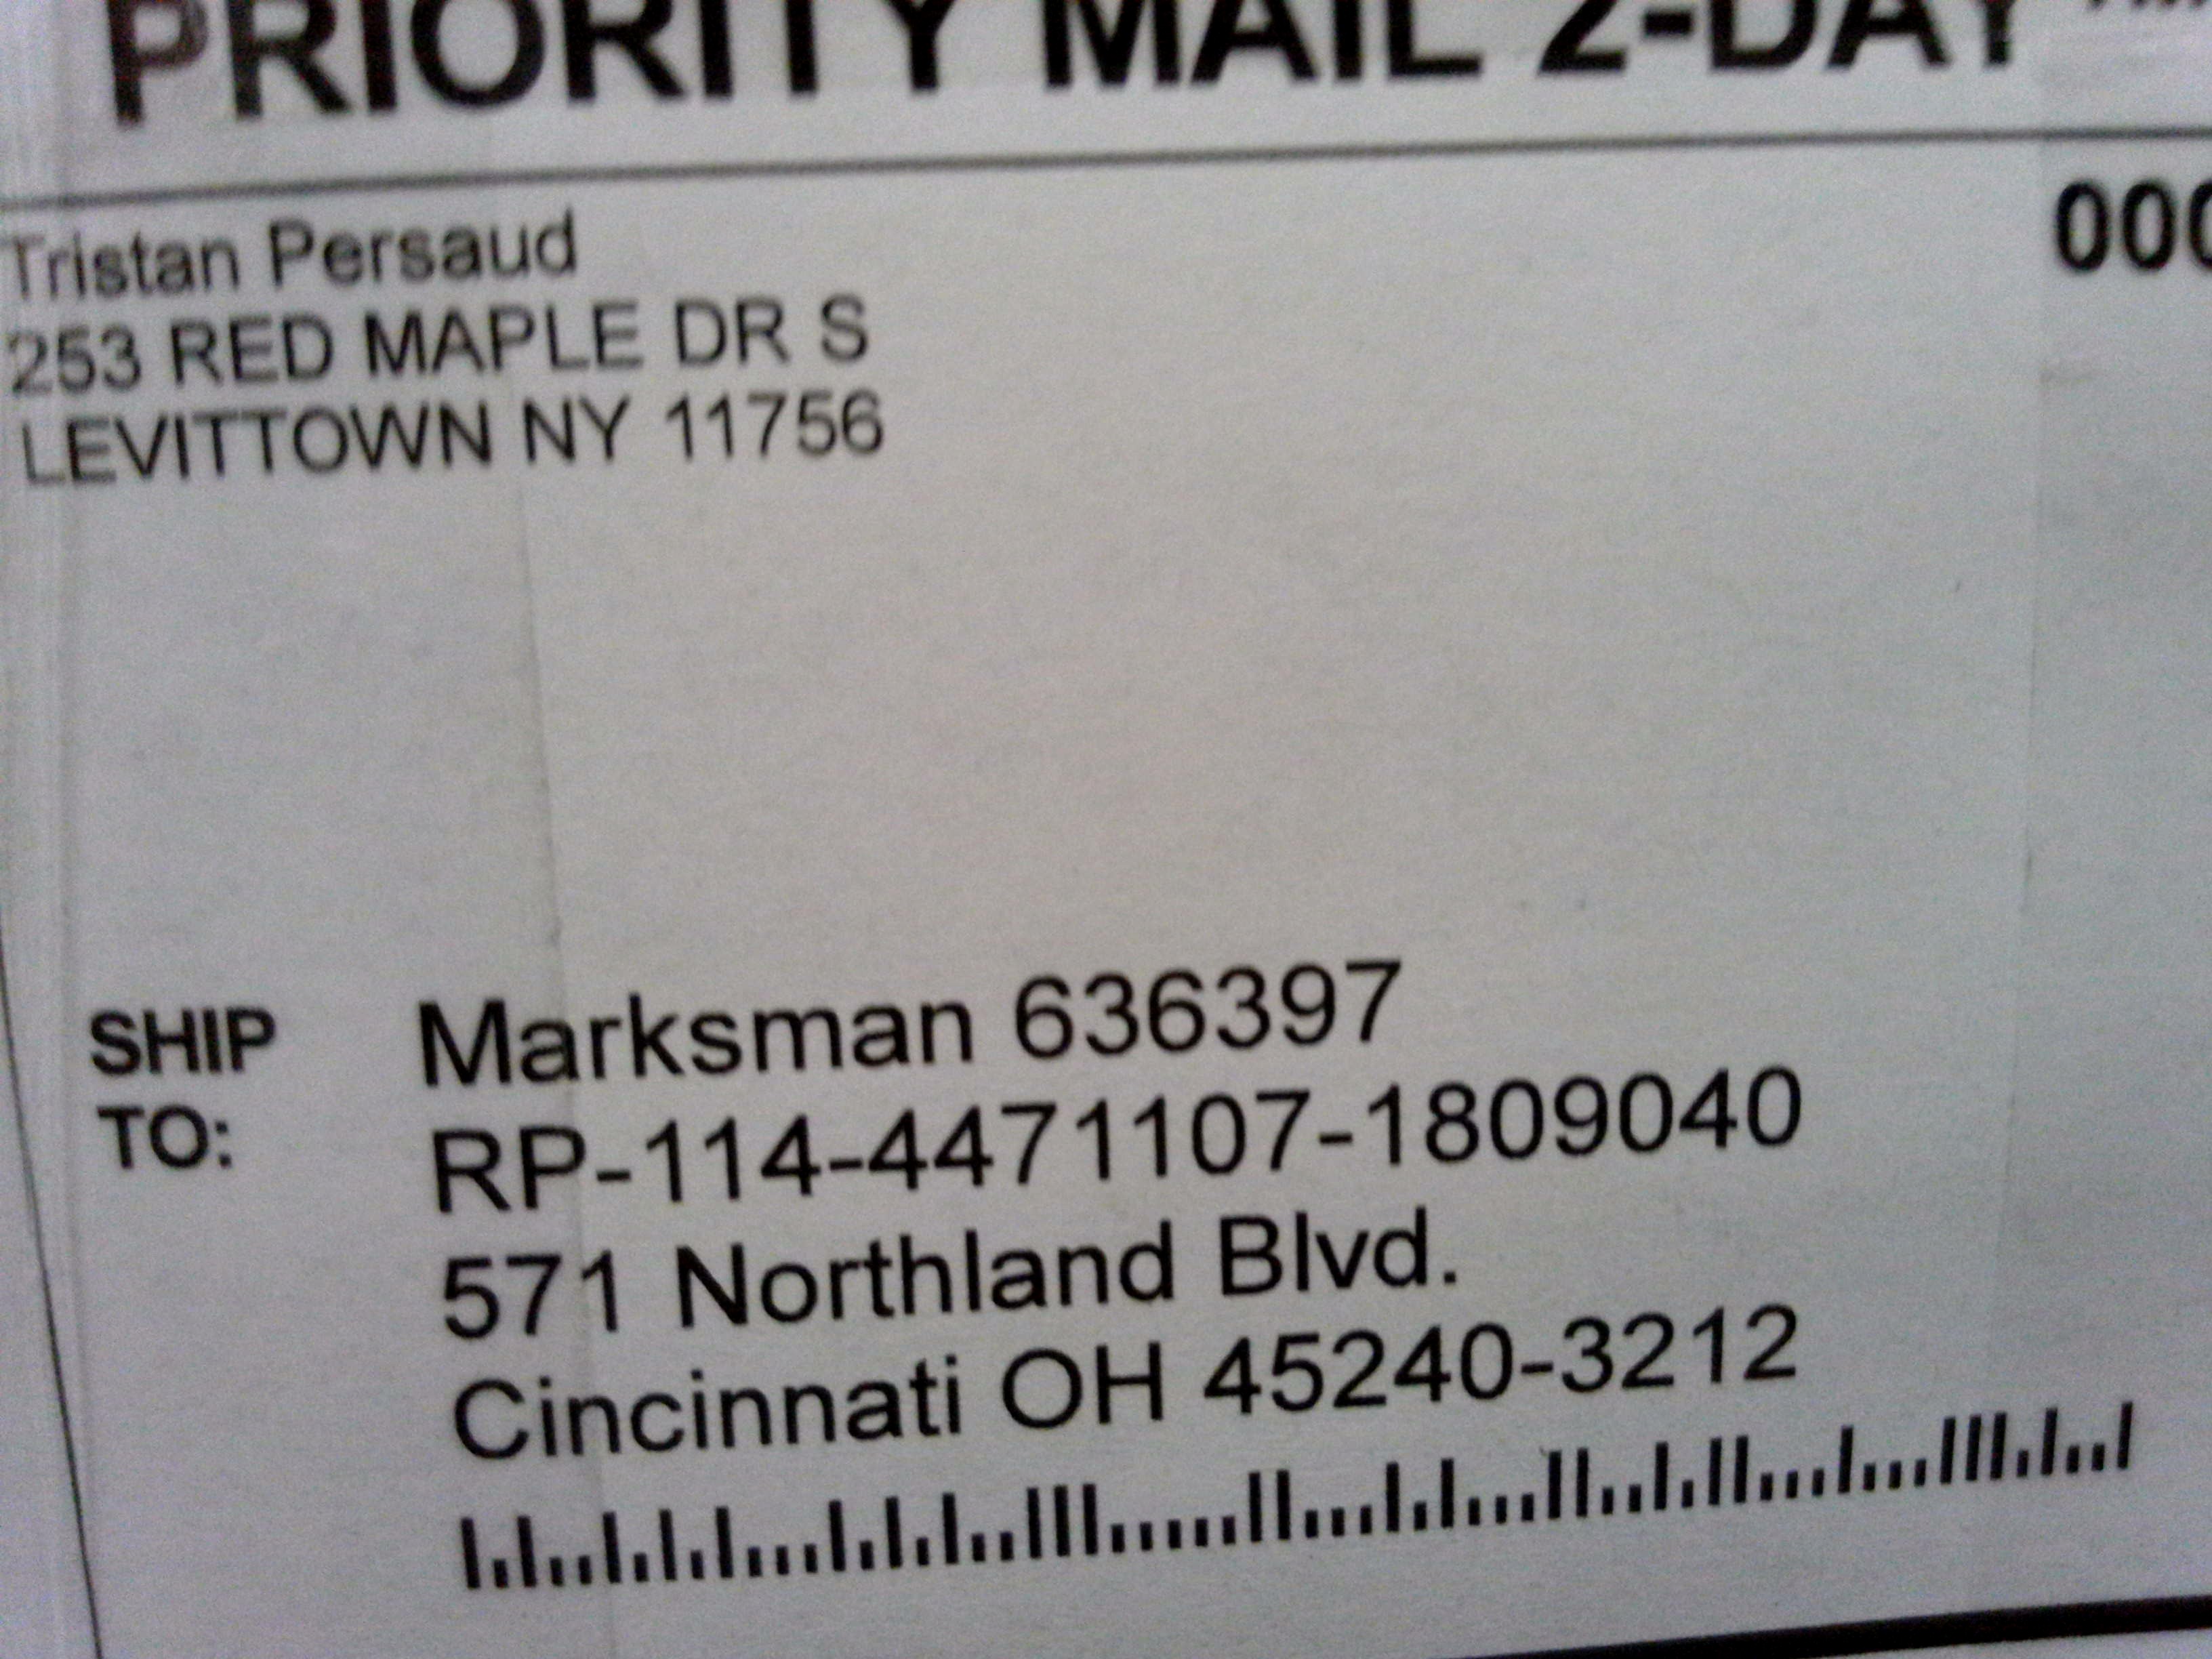 PRIORITY MAIL 2-DAY
Tristan Persaud
253 RED MAPLE DR S
LEVITTOWN NY 11756
SHIP
TO:
Marksman 636397
RP-114-4471107-1809040
571 Northland Blvd.
Cincinnati OH 45240-3212